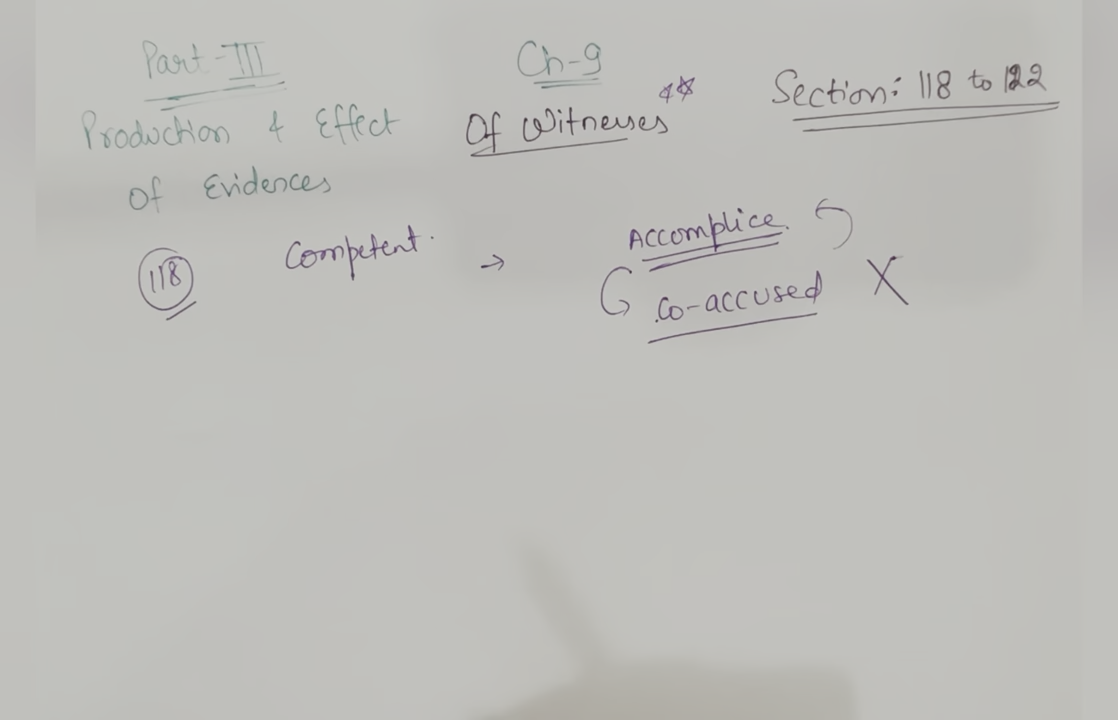 Part-III
Production & Effect
Of Evidences
Ch-9
Of Witnesses
Section: 118 to 122
118 Competent. → Accomplice.
Co-accused X